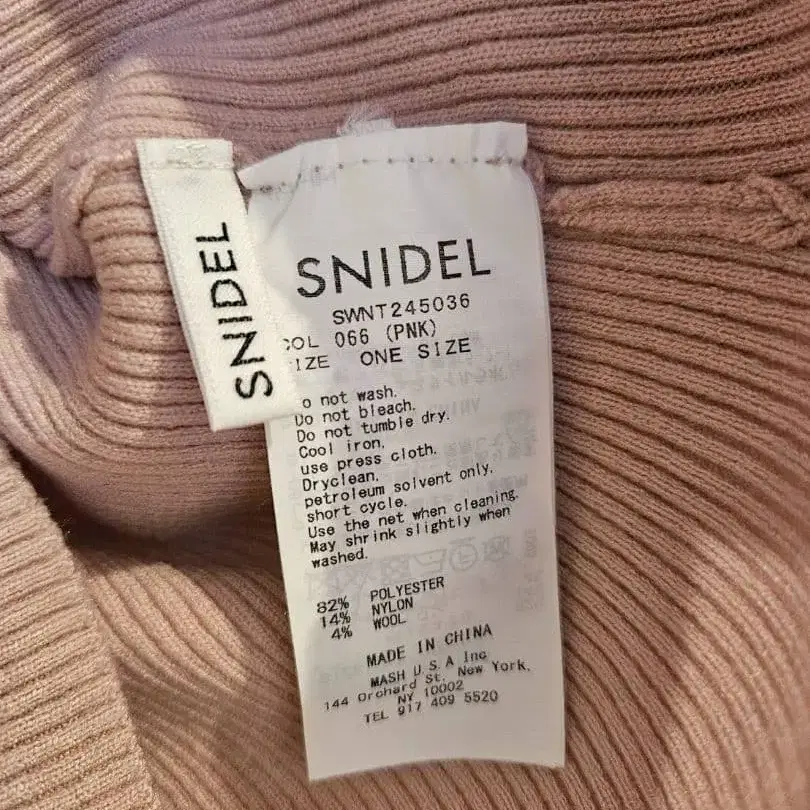 SNIDEL
SNIDEL
SWNT245036
COL 066 (PNK)
SIZE ONE SIZE
Do not wash.
Do not bleach.
Do not tumble dry.
Cool iron.
use press cloth.
Dryclean.
petroleum solvent only.
short cycle.
Use the net when cleaning.
May shrink slightly when
washed.
82% POLYESTER
14% NYLON
4% WOOL
MADE IN CHINA
MASH U.S.A Inc
144 Orchard St. New York.
NY 10002
TEL 917 409 5520